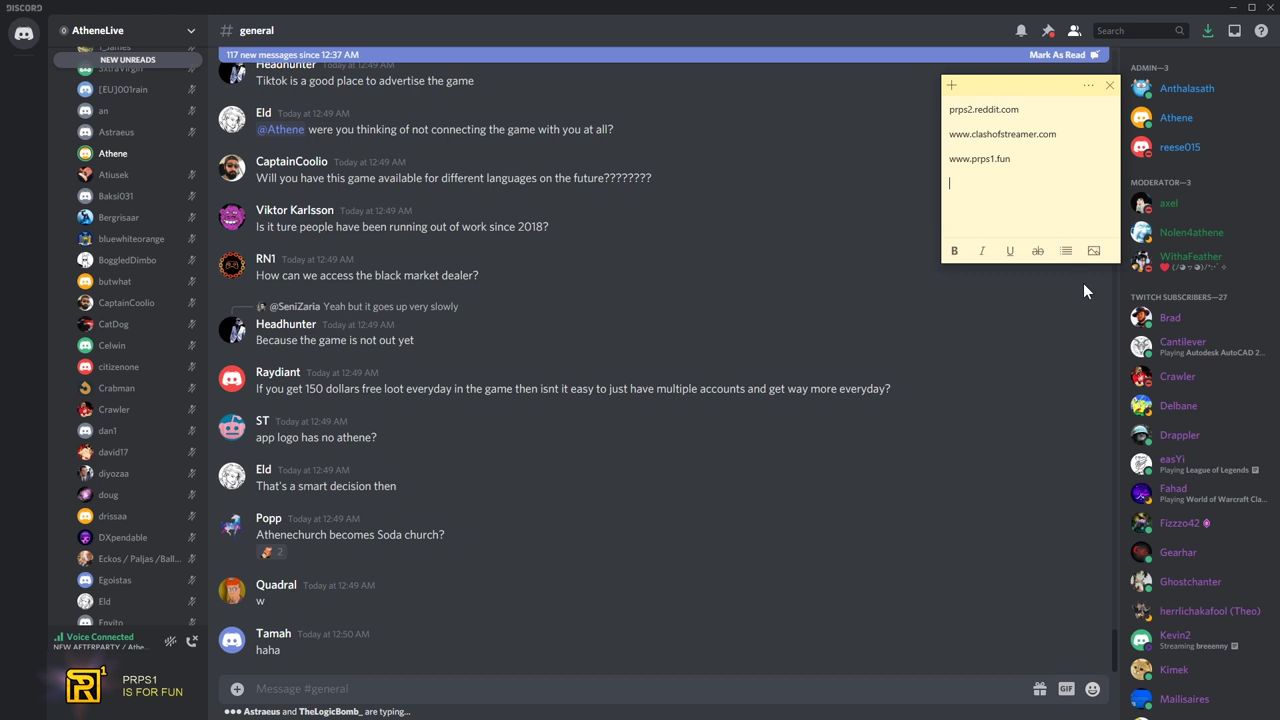 DISCORD
AtheneLive
# general
Search
117 new messages since 12:37 AM
Mark As Read
NEW UNREADS
[EU]001rain
an
Astraeus
Athene
Atiusek
Baksi031
Bergrisaar
bluewhiteorange
BoggledDimbo
butwhat
CaptainCoolio
CatDog
Celwin
citizenone
Crabman
Crawler
dan1
david17
diyozaa
doug
drissaa
DXpendable
Eckos / Paljas /Ball...
Egoistas
Eld
Voice Connected
NEW AFTERPARTY / Athe...
R1
PRPS1
IS FOR FUN
Headhunter Today at 12:49 AM
Tiktok is a good place to advertise the game
Eld Today at 12:49 AM
@Athene were you thinking of not connecting the game with you at all?
CaptainCoolio Today at 12:49 AM
Will you have this game available for different languages on the future????????
Viktor Karlsson Today at 12:49 AM
Is it ture people have been running out of work since 2018?
RN1 Today at 12:49 AM
How can we access the black market dealer?
@SeniZaria Yeah but it goes up very slowly
Headhunter Today at 12:49 AM
Because the game is not out yet
Raydiant Today at 12:49 AM
If you get 150 dollars free loot everyday in the game then isnt it easy to just have multiple accounts and get way more everyday?
ST Today at 12:49 AM
app logo has no athene?
Eld Today at 12:49 AM
That's a smart decision then
Popp Today at 12:49 AM
Athenechurch becomes Soda church?
2
Quadral Today at 12:49 AM
w
Tamah Today at 12:50 AM
haha
Message #general
GIF
Astraeus and TheLogicBomb_ are typing...
prps2.reddit.com
www.clashofstreamer.com
www.prps1.fun
B I U ab
ADMIN—3
Anthalasath
Athene
reese015
MODERATOR—3
axel
Nolen4athene
WithaFeather
TWITCH SUBSCRIBERS—27
Brad
Cantilever
Playing Autodesk AutoCAD 2...
Crawler
Delbane
Drappler
easYi
Playing League of Legends
Fahad
Playing World of Warcraft Cla...
Fizzzo42
Gearhar
Ghostchanter
herrlichakafool (Theo)
Kevin2
Streaming breeenny
Kimek
Mailisaires